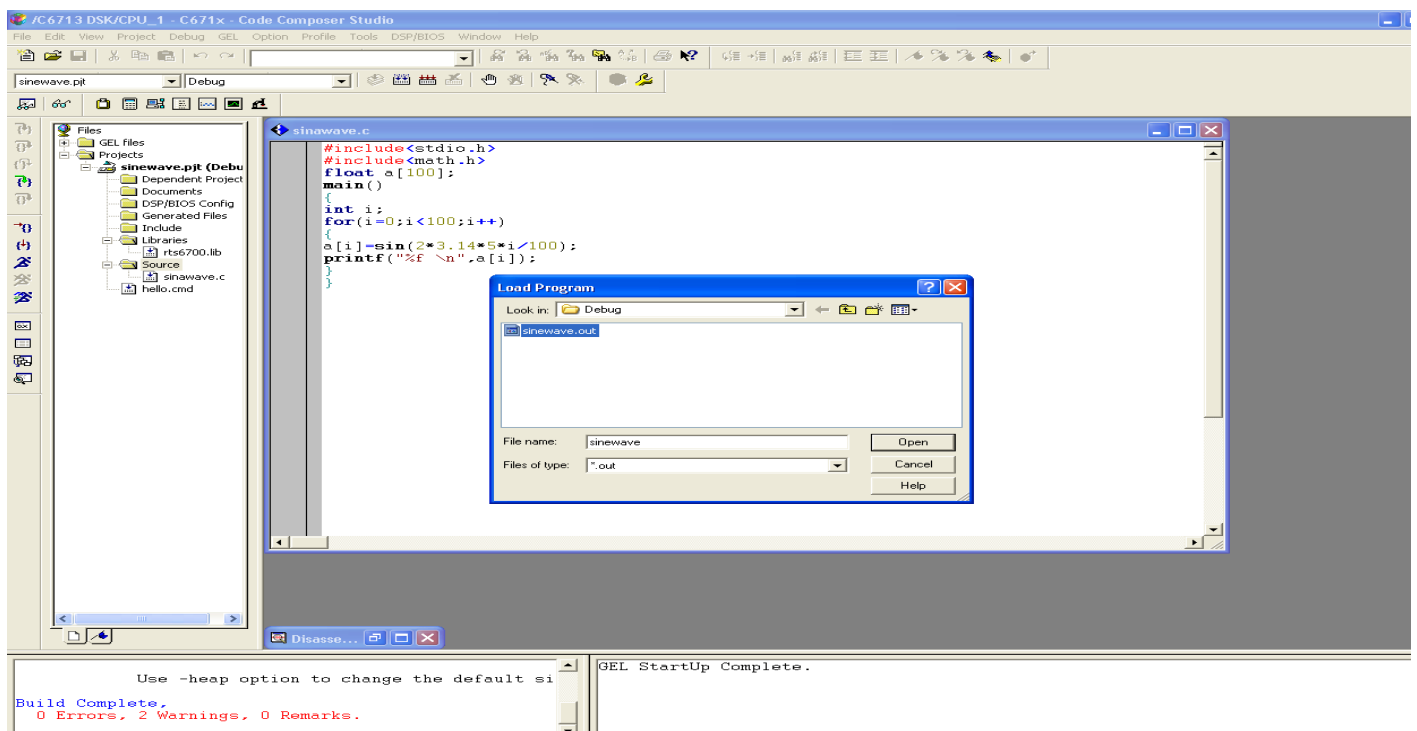 /C6713 DSK/CPU_1 - C671x - Code Composer Studio
File Edit View Project Debug GEL Option Profile Tools DSP/BIOS Window Help
sinewave.pjt Debug
Files
GEL files
Projects
sinewave.pjt (Debu
Dependent Project
Documents
DSP/BIOS Config
Generated Files
Include
Libraries
rts6700.lib
Source
sinawave.c
hello.cmd
sinawave.c
#include<stdio.h>
#include<math.h>
float a[100];
main()
{
int i;
for(i=0;i<100;i++)
{
a[i]=sin(2*3.14*5*i/100);
printf("%f \n",a[i]);
}
}
Load Program
Look in: Debug
sinewave.out
File name: sinewave Open
Files of type: *.out Cancel
Help
Disasse...
Use -heap option to change the default si
Build Complete,
0 Errors, 2 Warnings, 0 Remarks.
GEL StartUp Complete.